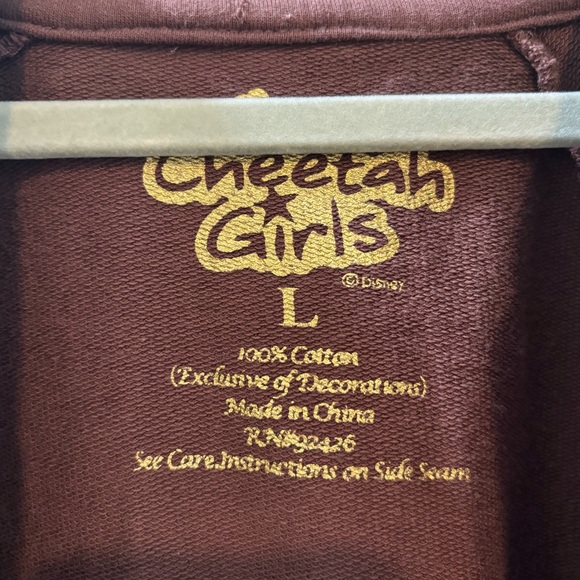 Cheetah
Girls
© Disney
L
100% Cotton
(Exclusive of Decorations)
Made in China
RN#92426
See Care Instructions on Side Seam